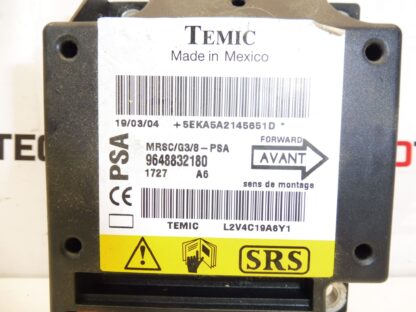 TEMIC
Made in Mexico
19/03/04 +5EKA5A2145651D *
PSA
MRSC/G3/8-PSA
9648832180
1727 A6
FORWARD
AVANT
sens de montage
CE
TEMIC L2V4C19A6Y1
SRS